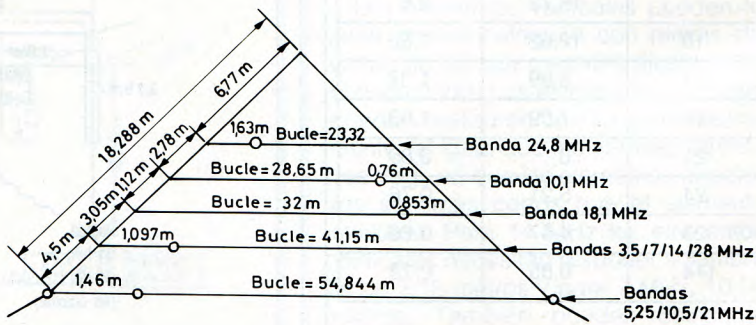 18,288 m
6,77 m
2,78 m
1,12 m
3,05 m
4,5 m
1,63m
Bucle=23,32
Banda 24,8 MHz
Bucle=28,65 m
0,76m
Banda 10,1 MHz
Bucle= 32 m
0,853m
Banda 18,1 MHz
1,097m
Bucle= 41,15 m
Bandas 3,5/7/14/28 MHz
1,46 m
Bucle= 54,844 m
Bandas
5,25/10,5/21 MHz